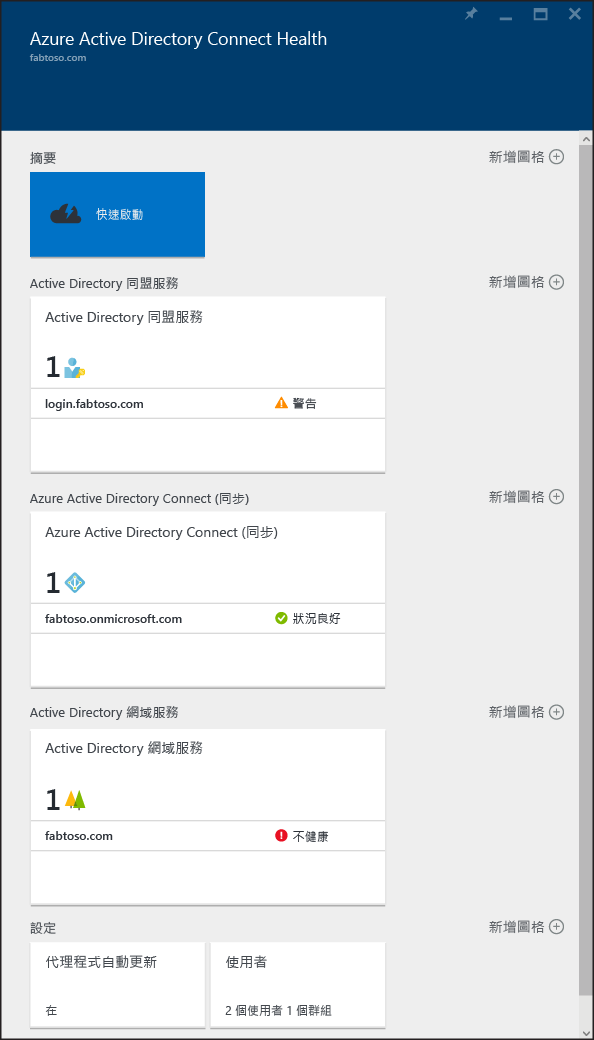 Azure Active Directory Connect Health
fabtoso.com
摘要 新增圖格
快速啟動
Active Directory 同盟服務 新增圖格
Active Directory 同盟服務
1
login.fabtoso.com 警告
Azure Active Directory Connect (同步) 新增圖格
Azure Active Directory Connect (同步)
1
fabtoso.onmicrosoft.com 狀況良好
Active Directory 網域服務 新增圖格
Active Directory 網域服務
1
fabtoso.com 不健康
設定 新增圖格
代理程式自動更新 使用者
在 2 個使用者 1 個群組